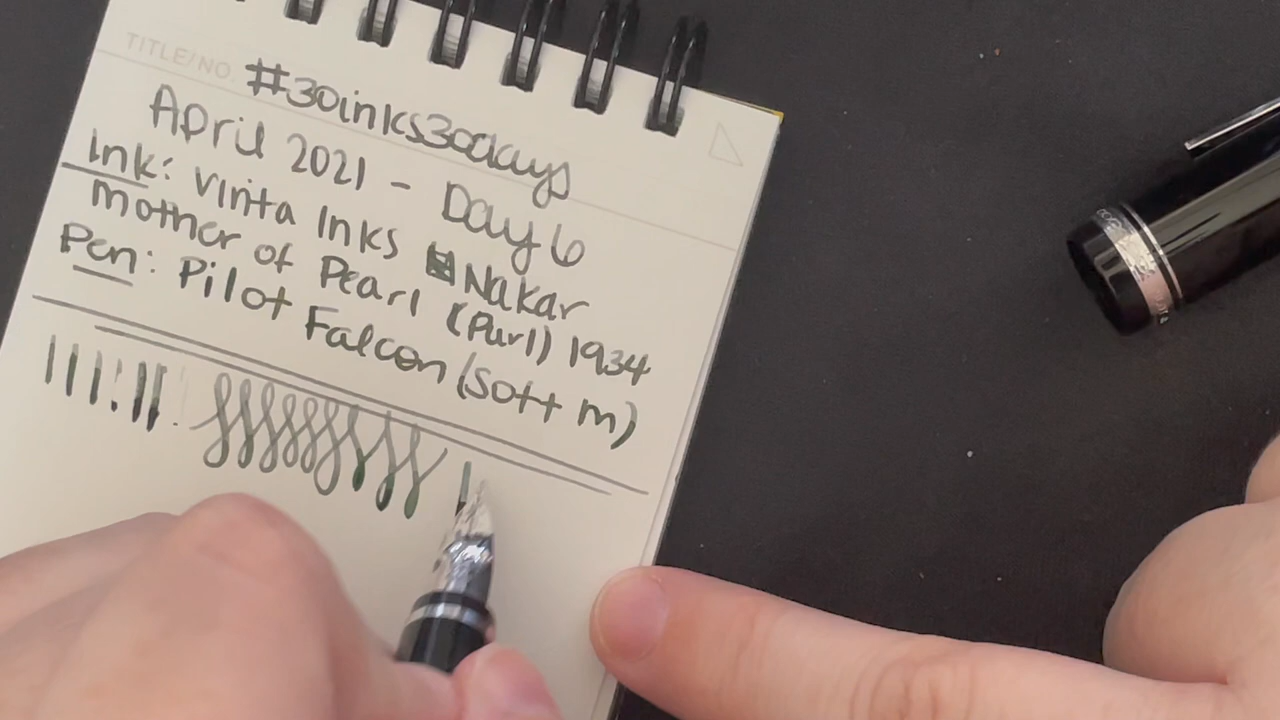 TITLE/NO.
#30inks30days
April 2021 - Day 6
Ink: Vinta Inks Nakar
Mother of Pearl (Purl) 1934
Pen: Pilot Falcon (Soft m)